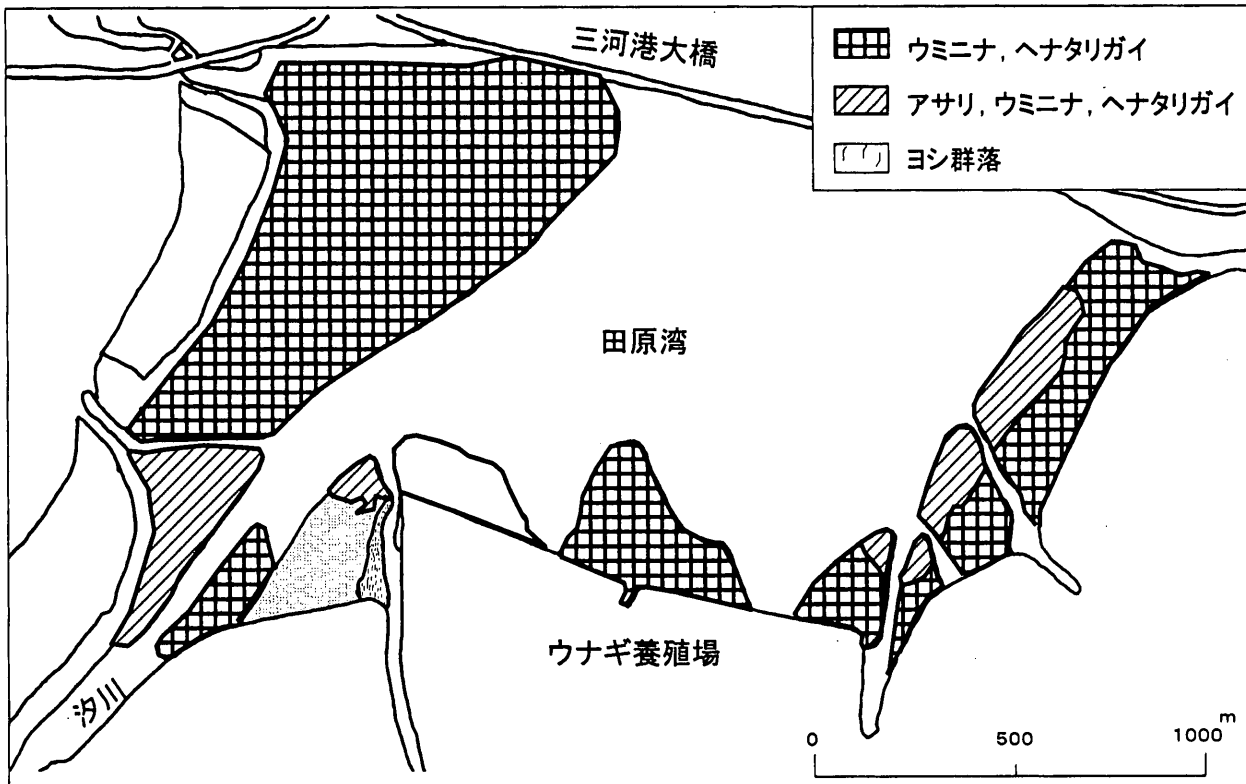 三河港大橋
ウミニナ，ヘナタリガイ
アサリ，ウミニナ，ヘナタリガイ
ヨシ群落
田原湾
ウナギ養殖場
汐川
0 500 1000 m